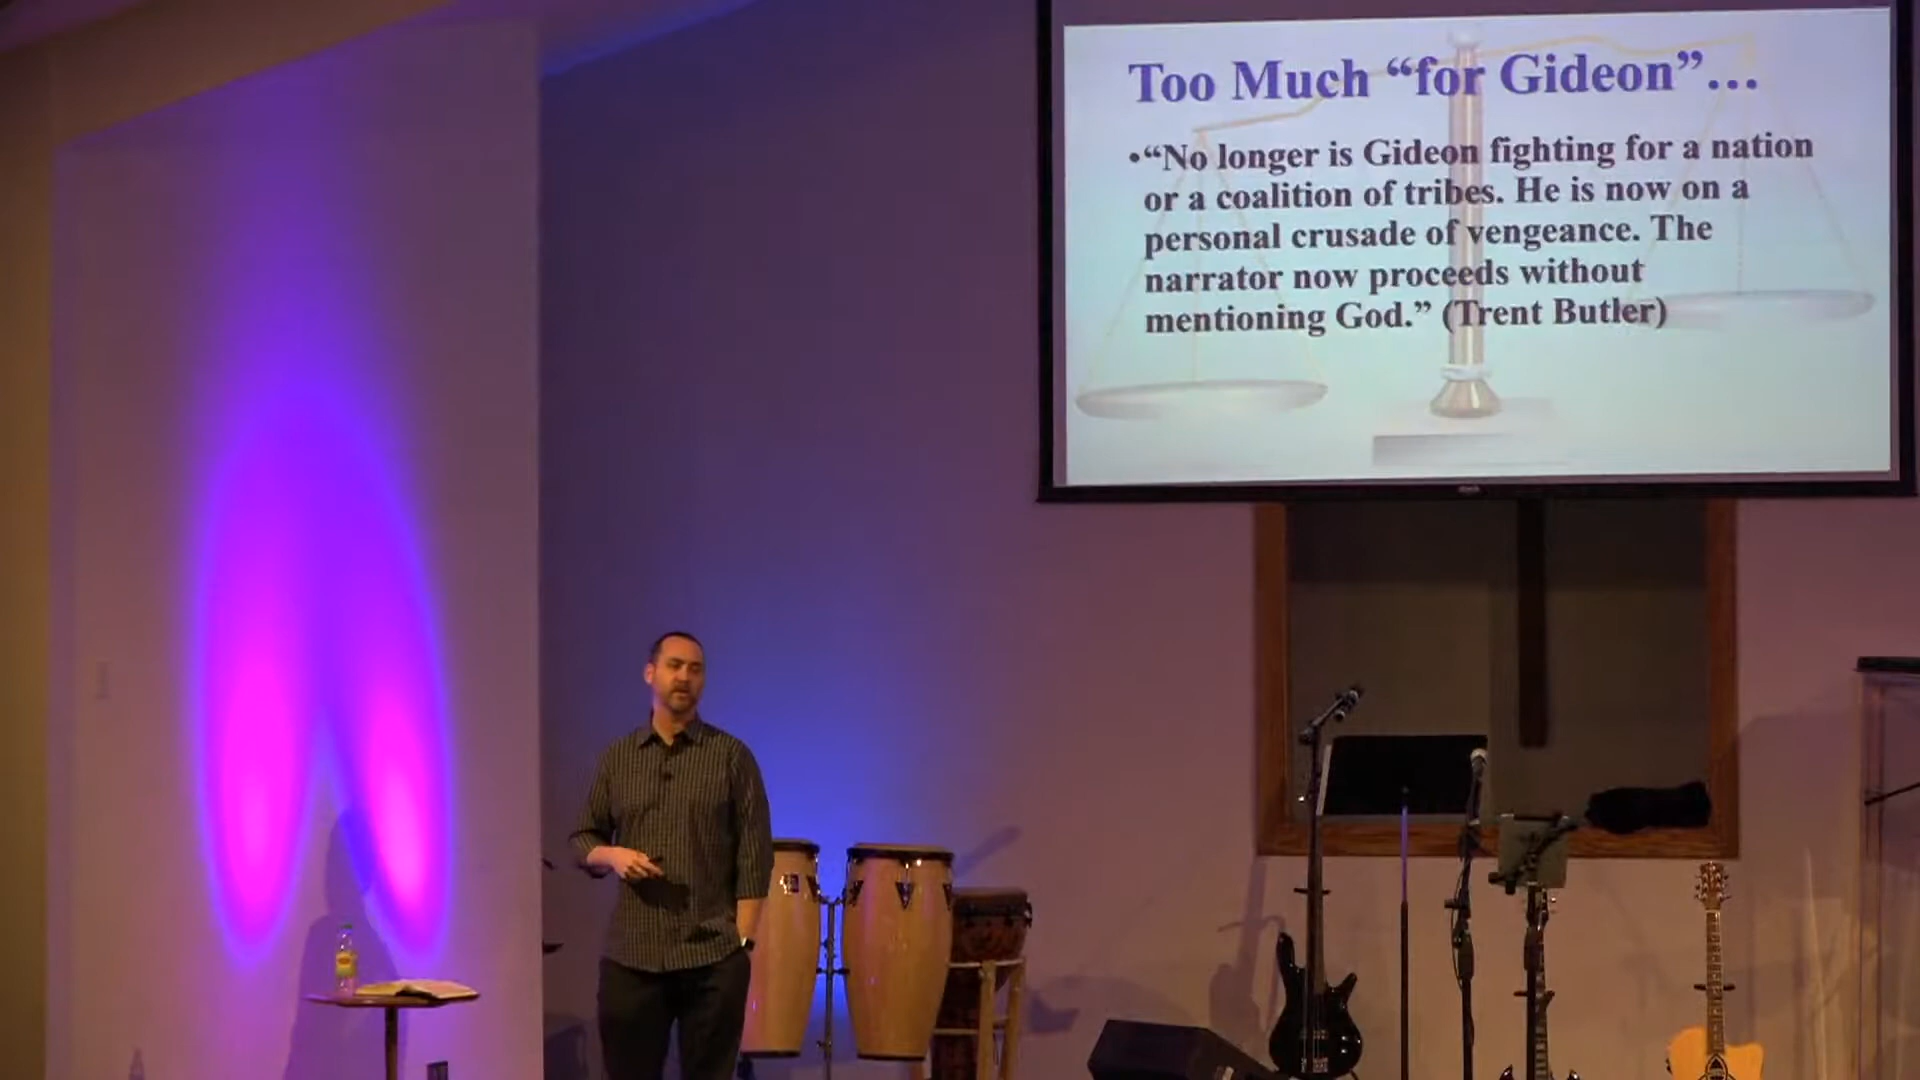 Too Much “for Gideon”…
•“No longer is Gideon fighting for a nation
or a coalition of tribes. He is now on a
personal crusade of vengeance. The
narrator now proceeds without
mentioning God.” (Trent Butler)